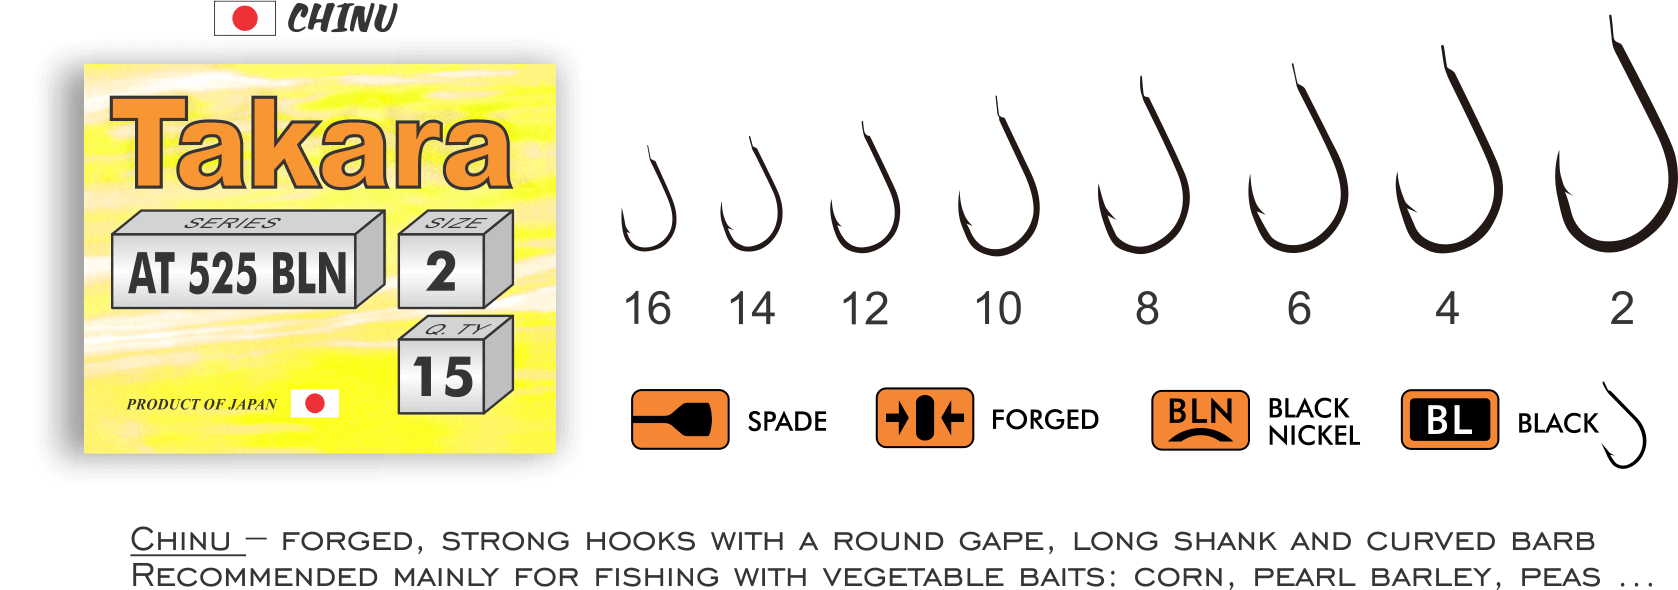 CHINU
Takara
SERIES
AT 525 BLN
SIZE
2
Q. TY
15
PRODUCT OF JAPAN
16 14 12 10 8 6 4 2
SPADE
FORGED
BLN
BLACK
NICKEL
BL
BLACK
CHINU – FORGED, STRONG HOOKS WITH A ROUND GAPE, LONG SHANK AND CURVED BARB
RECOMMENDED MAINLY FOR FISHING WITH VEGETABLE BAITS: CORN, PEARL BARLEY, PEAS ...